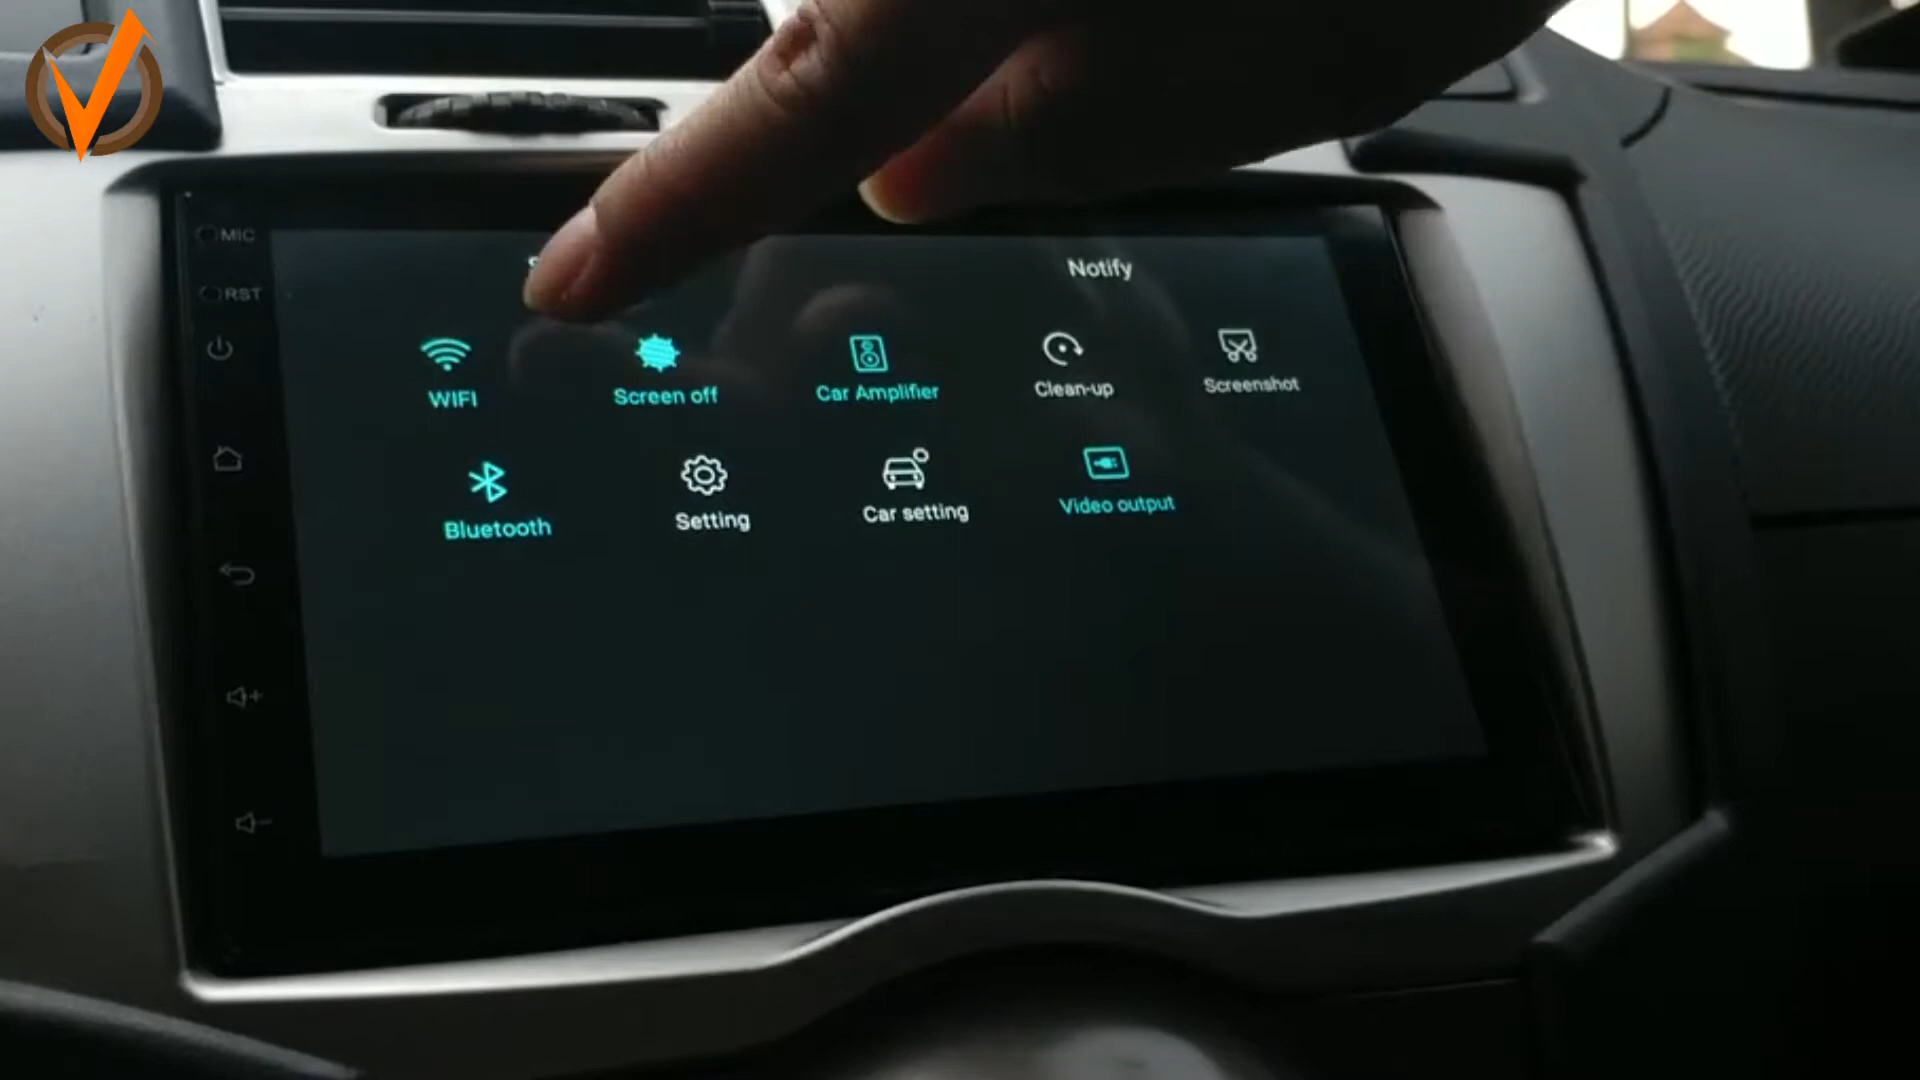 MIC
RST
Notify
WIFI
Screen off
Car Amplifier
Clean-up
Screenshot
Bluetooth
Setting
Car setting
Video output